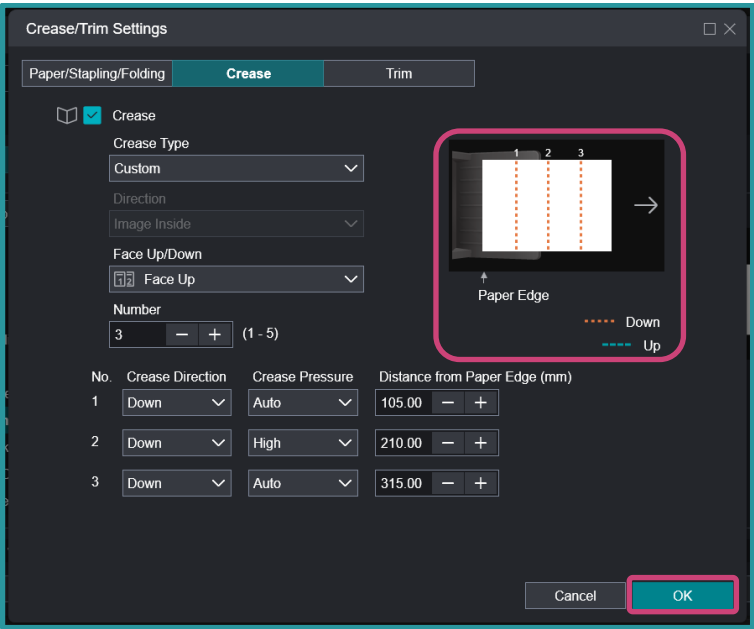 Crease/Trim Settings
Paper/Stapling/Folding Crease Trim
Crease
Crease Type
Custom
Direction
Image Inside
Face Up/Down
12 Face Up
Number
3 (1 - 5)
1 2 3
Paper Edge
Down
Up
No. Crease Direction Crease Pressure Distance from Paper Edge (mm)
1 Down Auto 105.00
2 Down High 210.00
3 Down Auto 315.00
Cancel OK